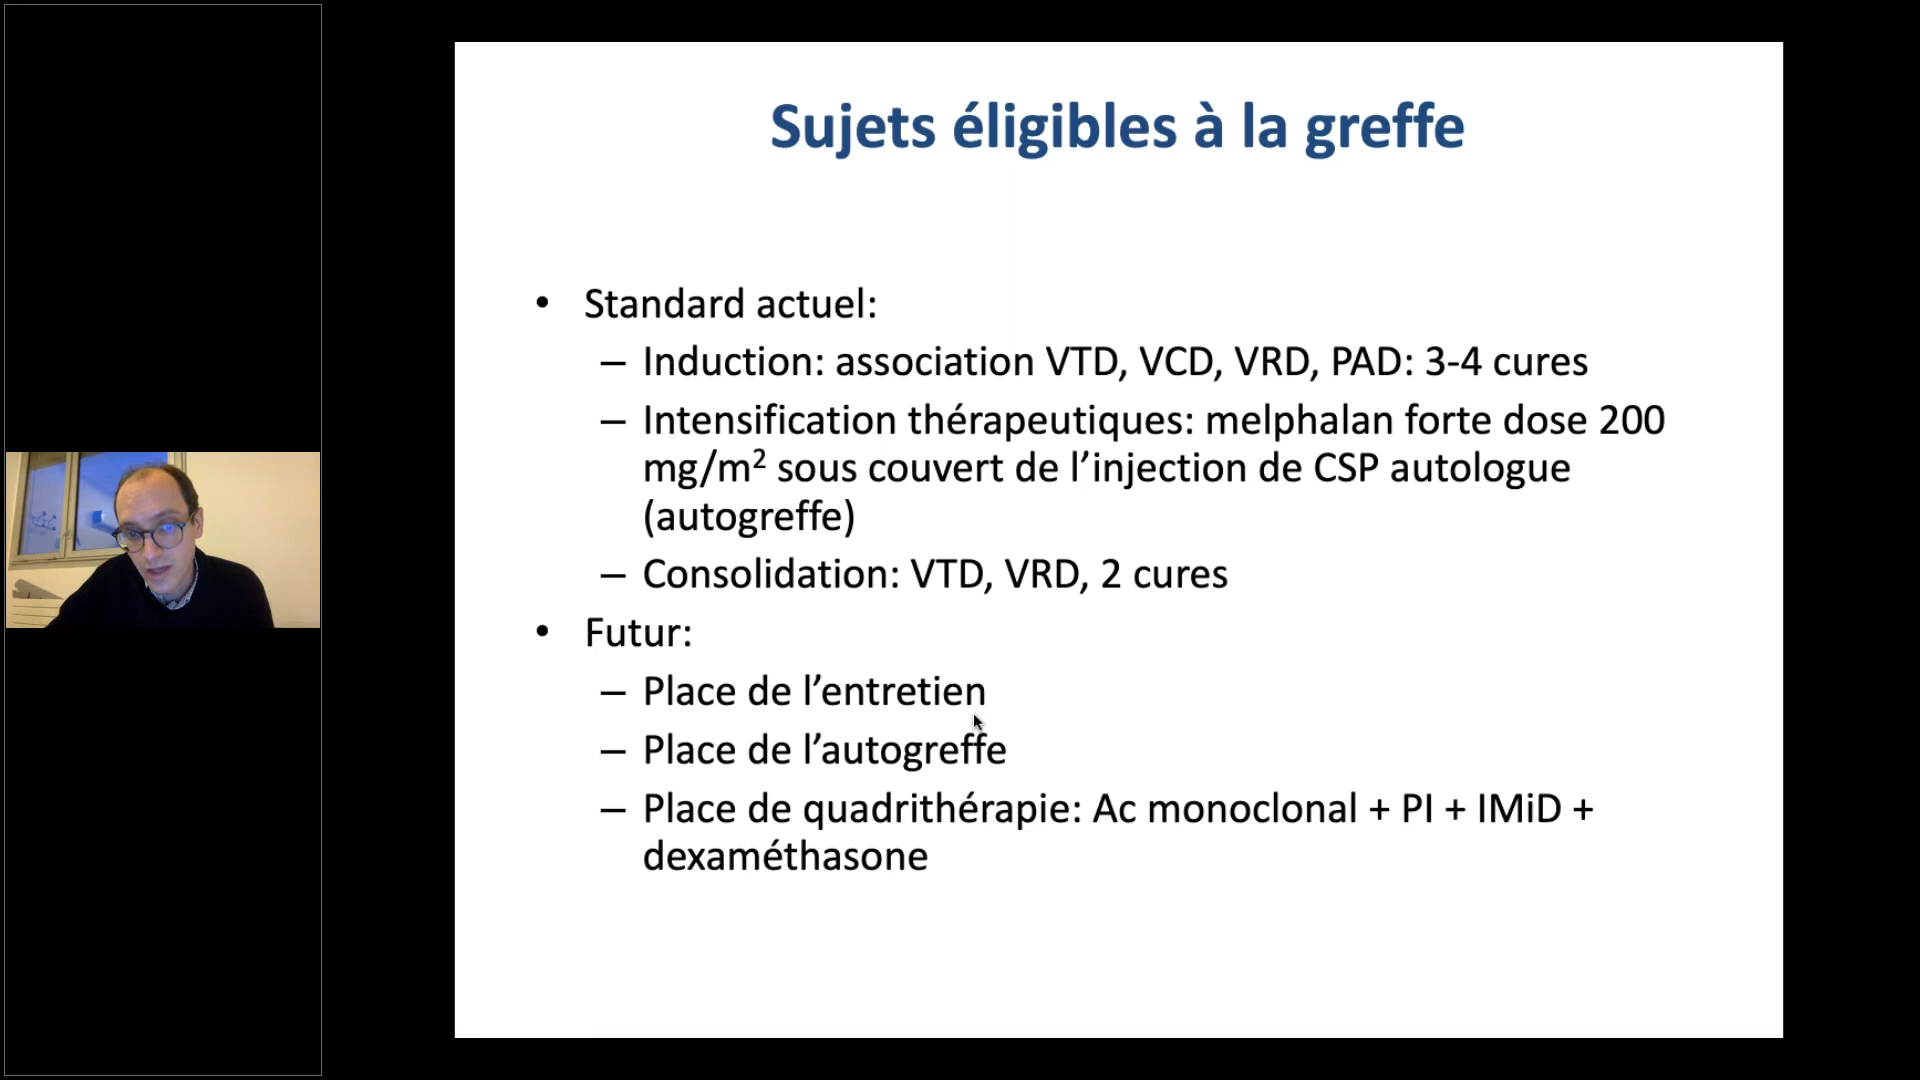 Sujets éligibles à la greffe
• Standard actuel:
– Induction: association VTD, VCD, VRD, PAD: 3-4 cures
– Intensification thérapeutiques: melphalan forte dose 200
mg/m² sous couvert de l’injection de CSP autologue
(autogreffe)
– Consolidation: VTD, VRD, 2 cures
• Futur:
– Place de l’entretien
– Place de l’autogreffe
– Place de quadrithérapie: Ac monoclonal + PI + IMiD +
dexaméthasone